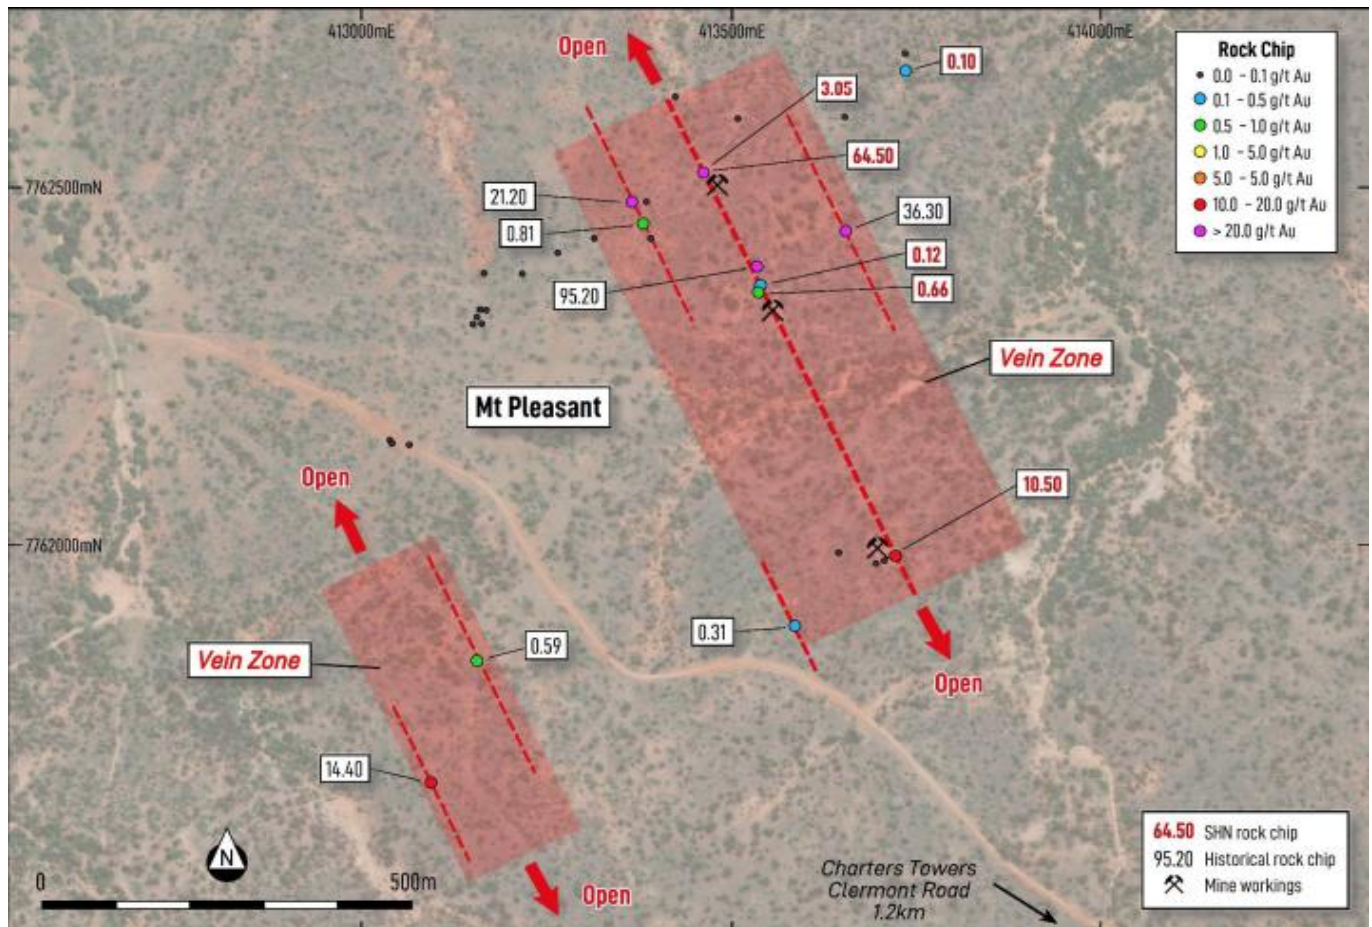 413000mE
413500mE
414000mE
Open
0.10
3.05
64.50
Rock Chip
0.0 - 0.1 g/t Au
0.1 - 0.5 g/t Au
0.5 - 1.0 g/t Au
1.0 - 5.0 g/t Au
5.0 - 5.0 g/t Au
10.0 - 20.0 g/t Au
> 20.0 g/t Au
7762500mN
21.20
0.81
36.30
0.12
95.20
0.66
Vein Zone
Mt Pleasant
Open
10.50
7762000mN
0.31
0.59
Vein Zone
Open
14.40
N
0
500m
Open
Charters Towers
Clermont Road
1.2km
64.50 SHN rock chip
95.20 Historical rock chip
Mine workings